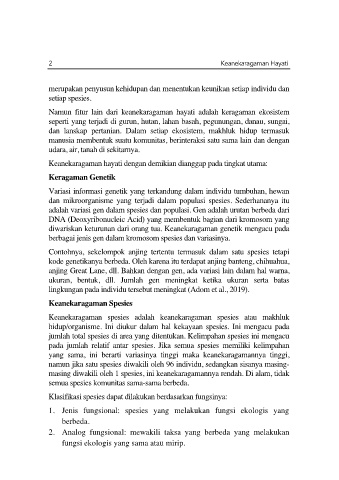 2 Keanekaragaman Hayati
merupakan penyusun kehidupan dan menentukan keunikan setiap individu dan
setiap spesies.
Namun fitur lain dari keanekaragaman hayati adalah keragaman ekosistem
seperti yang terjadi di gurun, hutan, lahan basah, pegunungan, danau, sungai,
dan lanskap pertanian. Dalam setiap ekosistem, makhluk hidup termasuk
manusia membentuk suatu komunitas, berinteraksi satu sama lain dan dengan
udara, air, tanah di sekitarnya.
Keanekaragaman hayati dengan demikian dianggap pada tingkat utama:
Keragaman Genetik
Variasi informasi genetik yang terkandung dalam individu tumbuhan, hewan
dan mikroorganisme yang terjadi dalam populasi spesies. Sederhananya itu
adalah variasi gen dalam spesies dan populasi. Gen adalah urutan berbeda dari
DNA (Deoxyribonucleic Acid) yang membentuk bagian dari kromosom yang
diwariskan keturunan dari orang tua. Keanekaragaman genetik mengacu pada
berbagai jenis gen dalam kromosom spesies dan variasinya.
Contohnya, sekelompok anjing tertentu termasuk dalam satu spesies tetapi
kode genetikanya berbeda. Oleh karena itu terdapat anjing banteng, chihuahua,
anjing Great Lane, dll. Bahkan dengan gen, ada variasi lain dalam hal warna,
ukuran, bentuk, dll. Jumlah gen meningkat ketika ukuran serta batas
lingkungan pada individu tersebut meningkat (Adom et al., 2019).
Keanekaragaman Spesies
Keanekaragaman spesies adalah keanekaragaman spesies atau makhluk
hidup/organisme. Ini diukur dalam hal kekayaan spesies. Ini mengacu pada
jumlah total spesies di area yang ditentukan. Kelimpahan spesies ini mengacu
pada jumlah relatif antar spesies. Jika semua spesies memiliki kelimpahan
yang sama, ini berarti variasinya tinggi maka keanekaragamannya tinggi,
namun jika satu spesies diwakili oleh 96 individu, sedangkan sisanya masing-
masing diwakili oleh 1 spesies, ini keanekaragamannya rendah. Di alam, tidak
semua spesies komunitas sama-sama berbeda.
Klasifikasi spesies dapat dilakukan berdasarkan fungsinya:
1. Jenis fungsional: spesies yang melakukan fungsi ekologis yang
berbeda.
2. Analog fungsional: mewakili taksa yang berbeda yang melakukan
fungsi ekologis yang sama atau mirip.